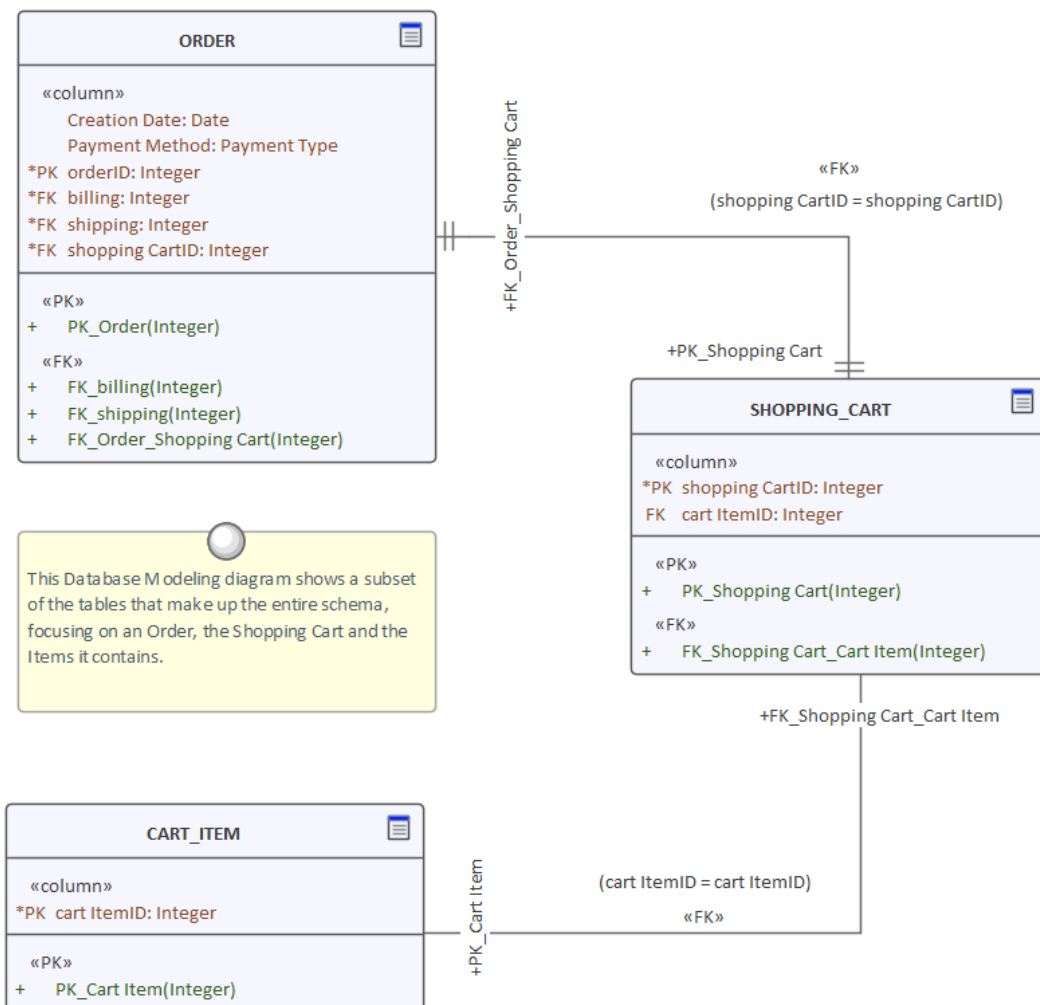 ORDER
«column»
Creation Date: Date
Payment Method: Payment Type
*PK orderID: Integer
*FK billing: Integer
*FK shipping: Integer
*FK shopping CartID: Integer
«PK»
+ PK_Order(Integer)
«FK»
+ FK_billing(Integer)
+ FK_shipping(Integer)
+ FK_Order_Shopping Cart(Integer)
+FK_Order_Shopping Cart
«FK»
(shopping CartID = shopping CartID)
+PK_Shopping Cart
SHOPPING_CART
«column»
*PK shopping CartID: Integer
FK cart ItemID: Integer
«PK»
+ PK_Shopping Cart(Integer)
«FK»
+ FK_Shopping Cart_Cart Item(Integer)
This Database Modeling diagram shows a subset
of the tables that make up the entire schema,
focusing on an Order, the Shopping Cart and the
Items it contains.
+FK_Shopping Cart_Cart Item
CART_ITEM
«column»
*PK cart ItemID: Integer
«PK»
+ PK_Cart Item(Integer)
+PK_Cart Item
(cart ItemID = cart ItemID)
«FK»